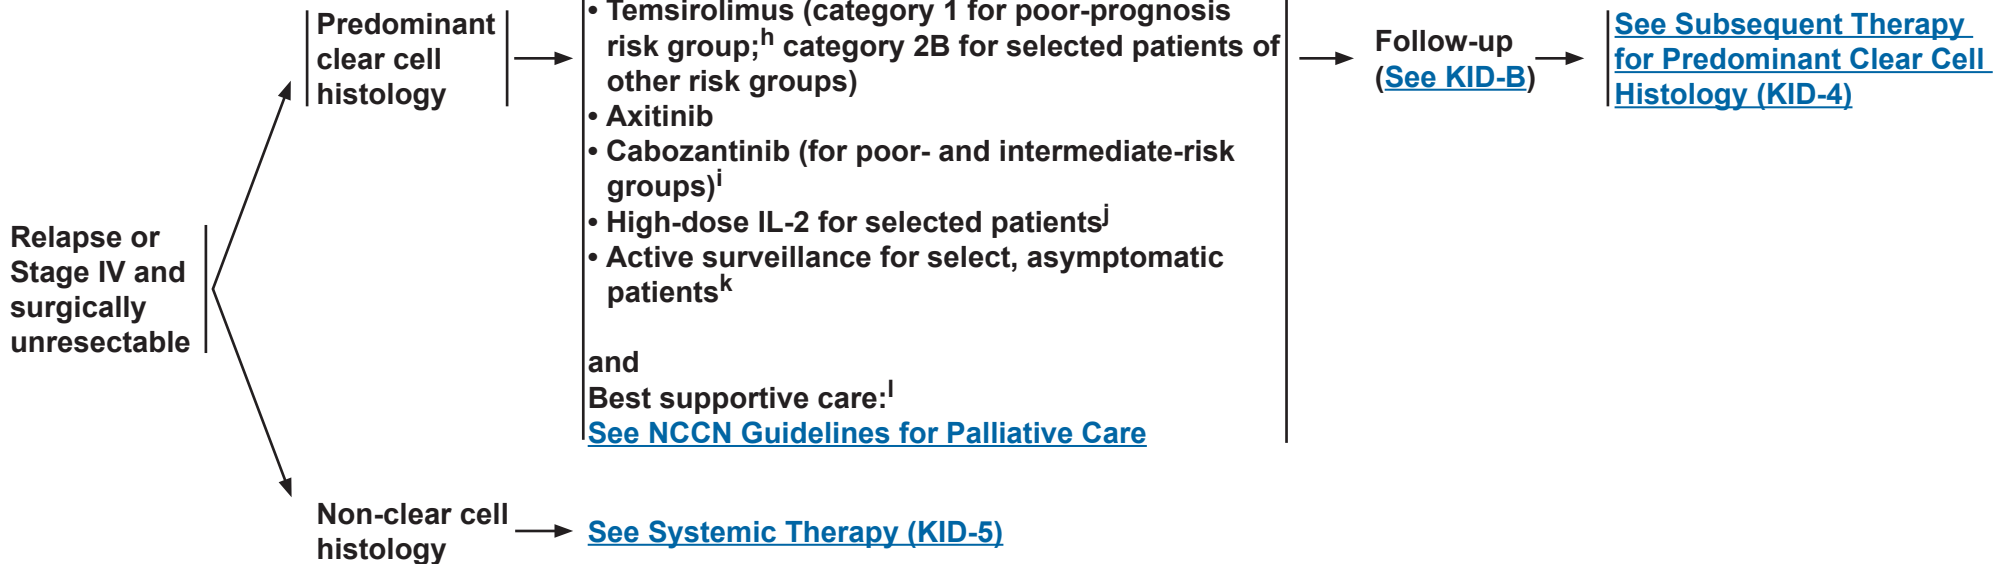 Relapse or
Stage IV and
surgically
unresectable
Predominant
clear cell
histology
• Temsirolimus (category 1 for poor-prognosis
risk group;h category 2B for selected patients of
other risk groups)
• Axitinib
• Cabozantinib (for poor- and intermediate-risk
groups)i
• High-dose IL-2 for selected patientsj
• Active surveillance for select, asymptomatic
patientsk
and
Best supportive care:l
See NCCN Guidelines for Palliative Care
Follow-up
(See KID-B)
See Subsequent Therapy
for Predominant Clear Cell
Histology (KID-4)
Non-clear cell
histology
See Systemic Therapy (KID-5)